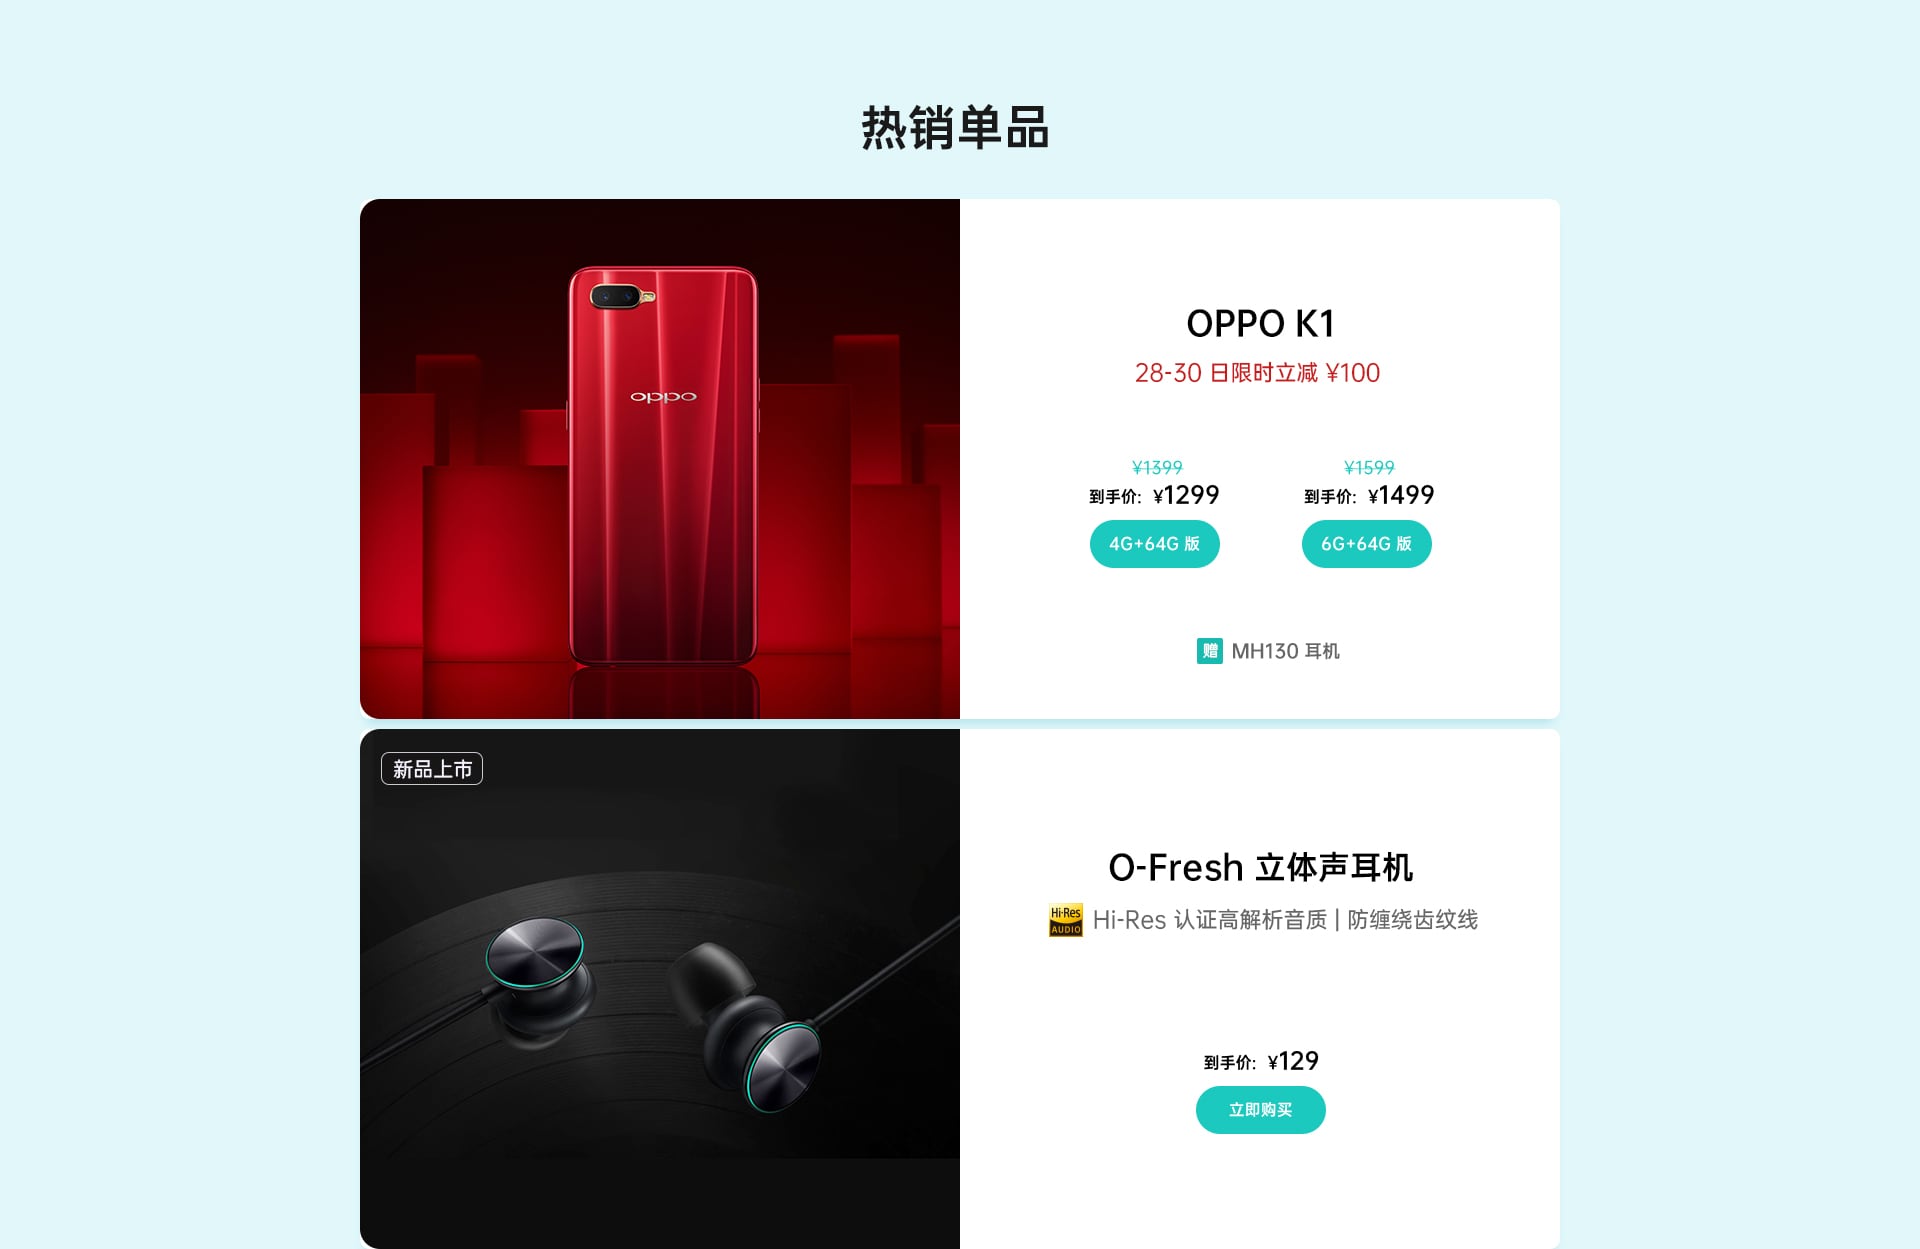 热销单品
oppo
OPPO K1
28-30 日限时立减 ¥100
¥1399
¥1599
到手价: ¥1299
到手价: ¥1499
4G+64G 版
6G+64G 版
赠 MH130 耳机
新品上市
O-Fresh 立体声耳机
Hi-Res AUDIO Hi-Res 认证高解析音质 | 防缠绕齿纹线
到手价: ¥129
立即购买